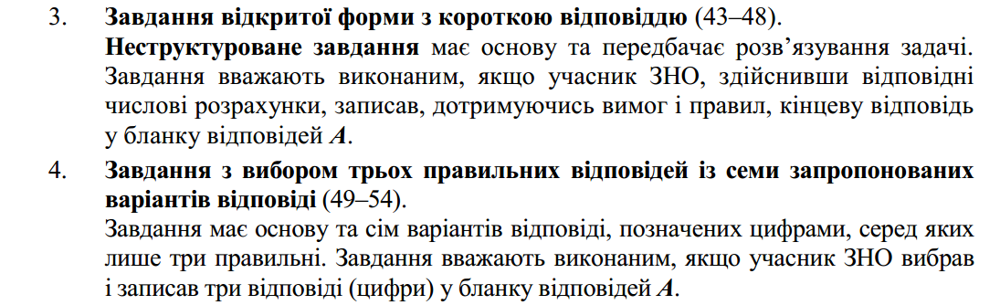 3. Завдання відкритої форми з короткою відповіддю (43–48).
Неструктуроване завдання має основу та передбачає розв’язування задачі.
Завдання вважають виконаним, якщо учасник ЗНО, здійснивши відповідні
числові розрахунки, записав, дотримуючись вимог і правил, кінцеву відповідь
у бланку відповідей А.
4. Завдання з вибором трьох правильних відповідей із семи запропонованих
варіантів відповіді (49–54).
Завдання має основу та сім варіантів відповіді, позначених цифрами, серед яких
лише три правильні. Завдання вважають виконаним, якщо учасник ЗНО вибрав
і записав три відповіді (цифри) у бланку відповідей А.